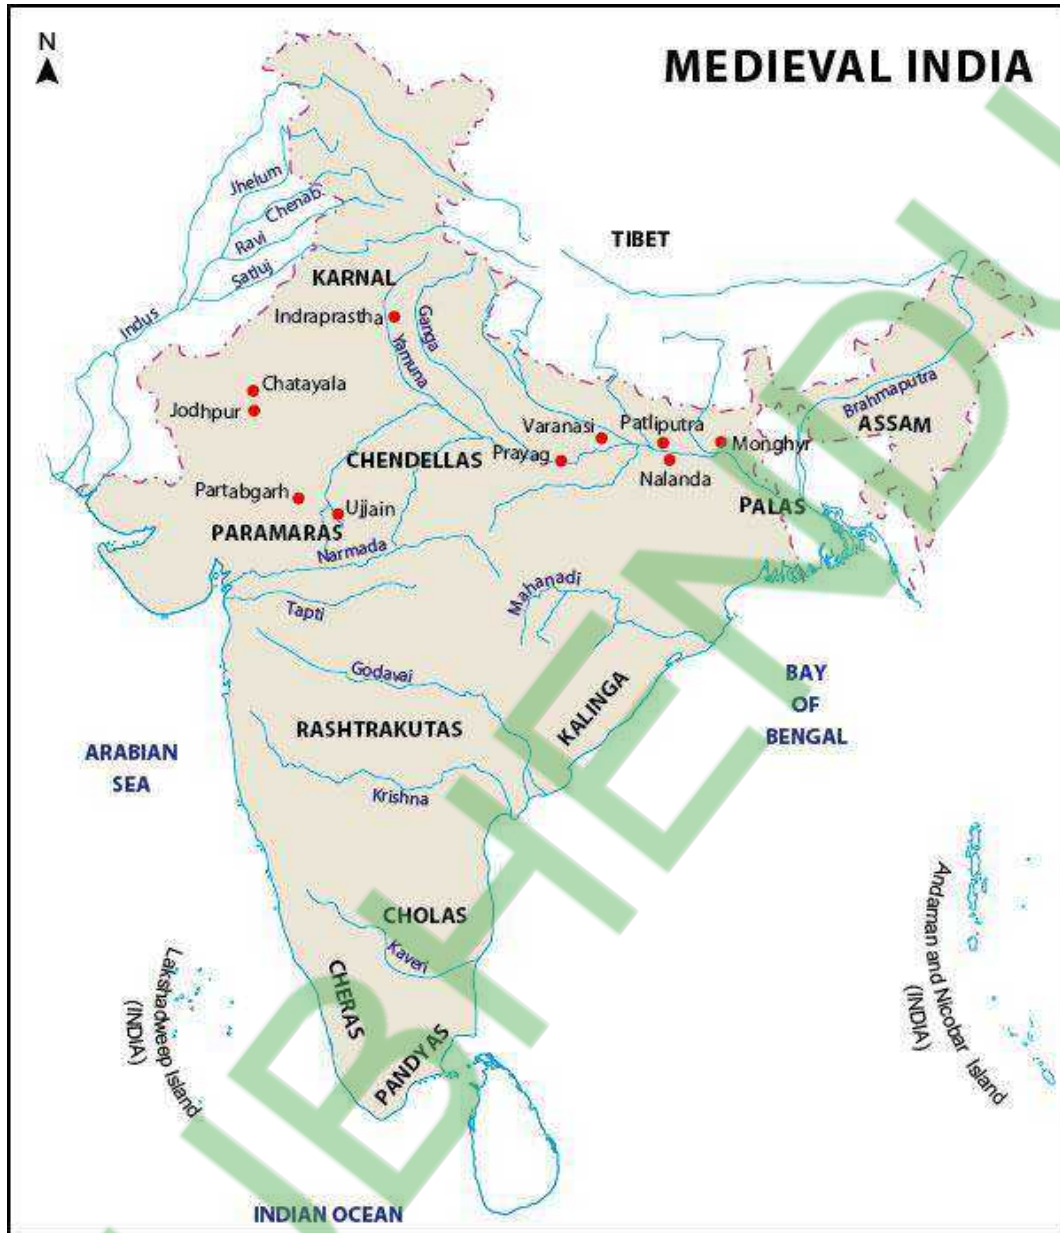 N
MEDIEVAL INDIA
Jhelum
Chenab
Ravi
Satluj
Indus
TIBET
KARNAL
Indraprastha
Ganga
Yamuna
Chatayala
Jodhpur
Brahmaputra
ASSAM
Varanasi
Patliputra
Monghyr
Prayag
Nalanda
CHENDELLAS
Partabgarh
Ujjain
PALAS
PARAMARAS
Narmada
Tapti
Mahanadi
Godavai
KALINGA
BAY
OF
BENGAL
RASHTRAKUTAS
ARABIAN
SEA
Krishna
CHOLAS
Kaveri
CHERAS
PANDYAS
Lakshadweep Island
(INDIA)
Andaman and Nicobar Island
(INDIA)
INDIAN OCEAN